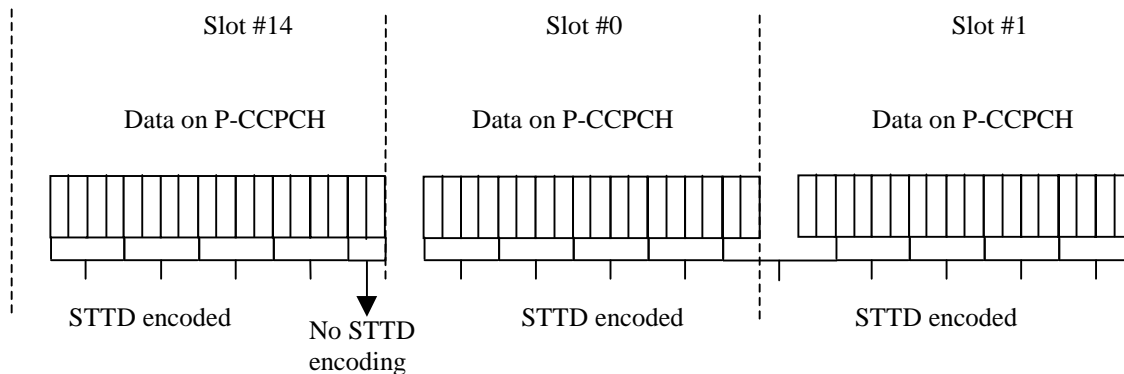 Slot #14 Slot #0 Slot #1
Data on P-CCPCH Data on P-CCPCH Data on P-CCPCH
STTD encoded STTD encoded STTD encoded
No STTD
encoding